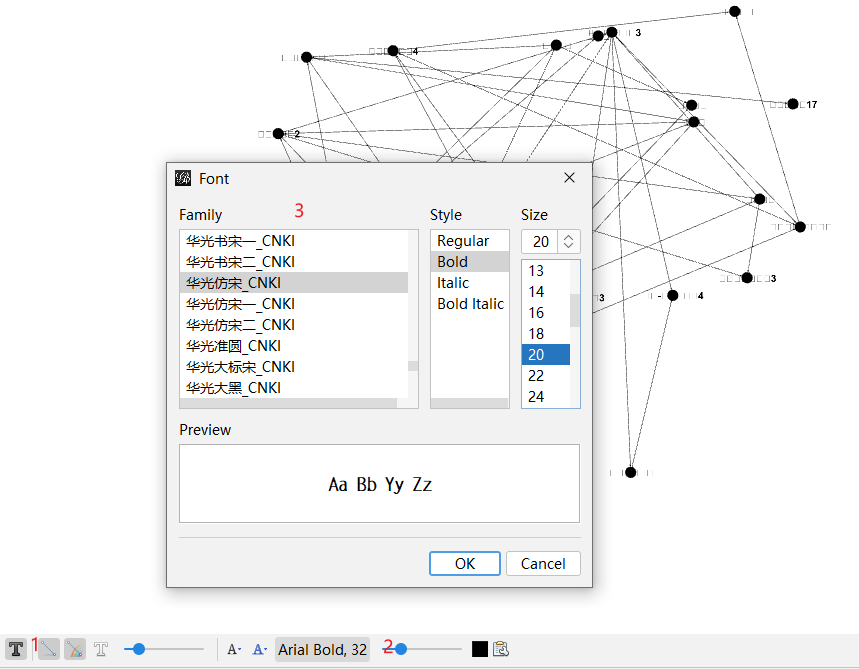 3
4
17
2
Font
Family
3
Style
Size
华光书宋一_CNKI
华光书宋二_CNKI
华光仿宋_CNKI
华光仿宋一_CNKI
华光仿宋二_CNKI
华光准圆_CNKI
华光大标宋_CNKI
华光大黑_CNKI
Regular
Bold
Italic
Bold Italic
20
13
14
16
18
20
22
24
3
3
4
Preview
Aa Bb Yy Zz
OK
Cancel
T 1 T A A Arial Bold, 32 2